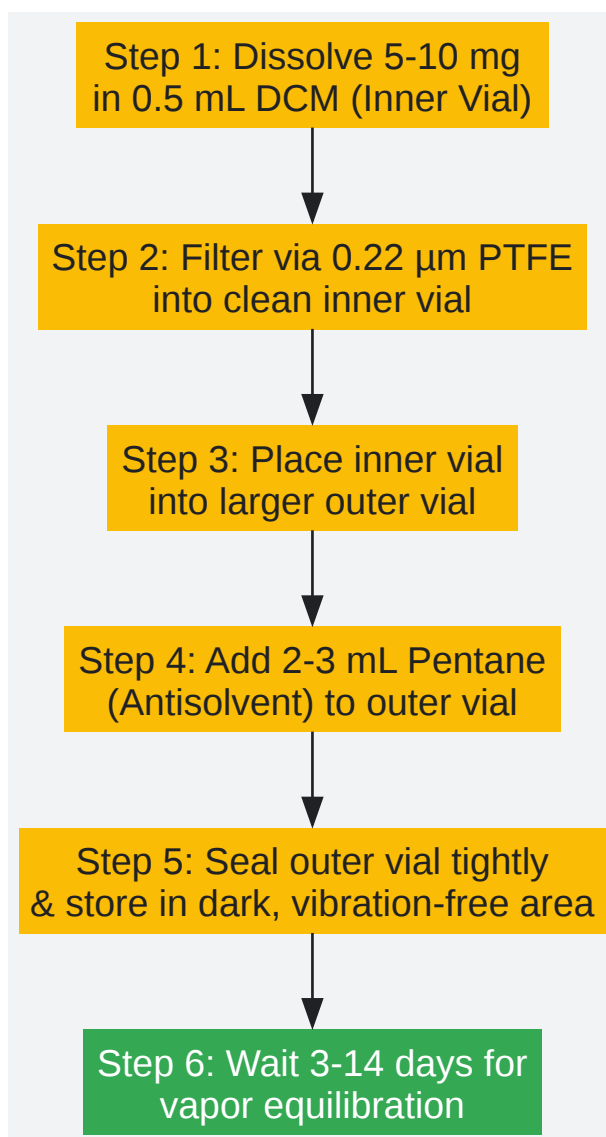 Step 1: Dissolve 5-10 mg
in 0.5 mL DCM (Inner Vial)
Step 2: Filter via 0.22 µm PTFE
into clean inner vial
Step 3: Place inner vial
into larger outer vial
Step 4: Add 2-3 mL Pentane
(Antisolvent) to outer vial
Step 5: Seal outer vial tightly
& store in dark, vibration-free area
Step 6: Wait 3-14 days for
vapor equilibration